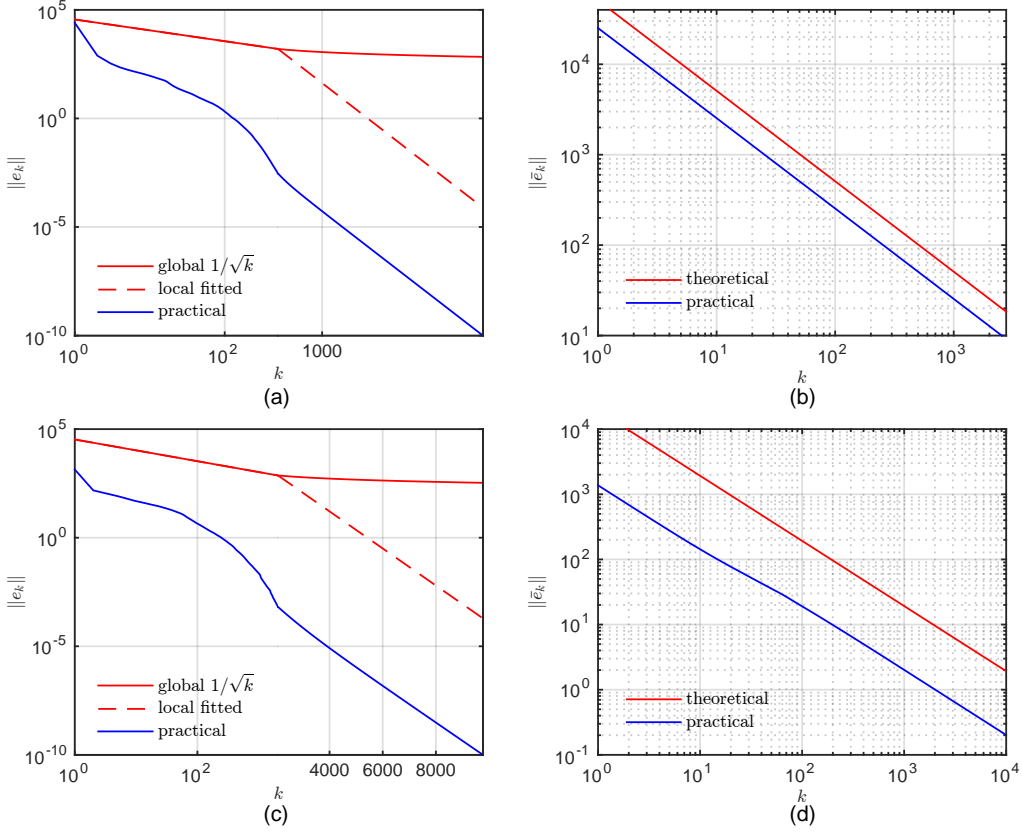 10^5
10^0
10^-5
10^-10
‖e_k‖
global 1/√k
local fitted
practical
10^0
10^2
1000
k
(a)
10^4
10^3
10^2
10^1
‖ē_k‖
theoretical
practical
10^0
10^1
10^2
10^3
k
(b)
10^5
10^0
10^-5
10^-10
‖e_k‖
global 1/√k
local fitted
practical
10^0
10^2
4000
6000
8000
k
(c)
10^4
10^3
10^2
10^1
10^0
10^-1
‖ē_k‖
theoretical
practical
10^0
10^1
10^2
10^3
10^4
k
(d)